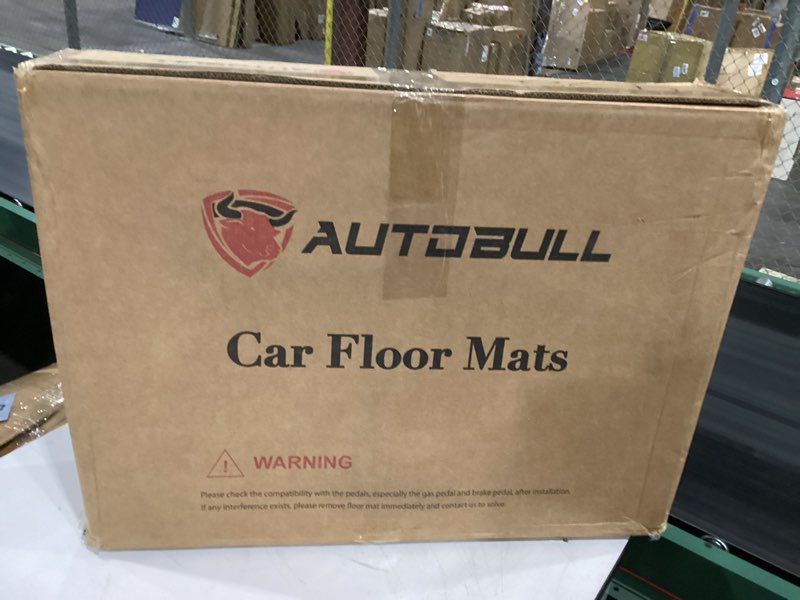 AUTOBULL
Car Floor Mats
WARNING
Please check the compatibility with the pedals, especially the gas pedal and brake pedal, after installation.
If any interference exists, please remove floor mat immediately and contact us to solve.